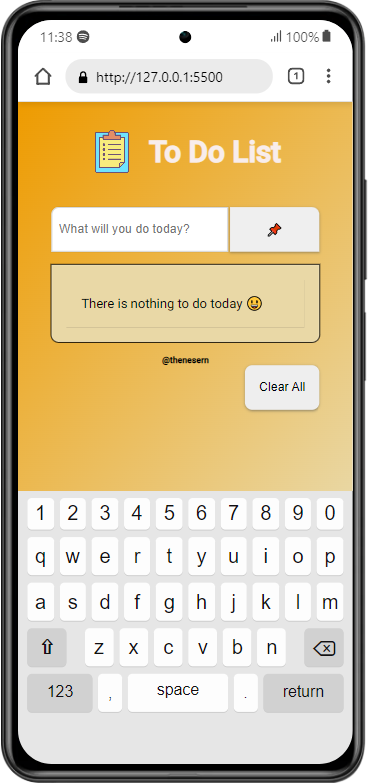 11:38 100%
http://127.0.0.1:5500 1
To Do List
What will you do today?
There is nothing to do today
@thenesern
Clear All
1 2 3 4 5 6 7 8 9 0
q w e r t y u i o p
a s d f g h j k l m
z x c v b n
123 , space . return